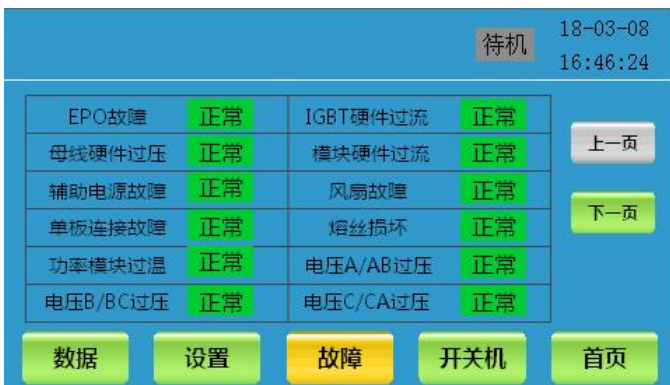 待机 18-03-08
16:46:24
EPO故障 正常 IGBT硬件过流 正常
母线硬件过压 正常 模块硬件过流 正常
辅助电源故障 正常 风扇故障 正常
单板连接故障 正常 熔丝损坏 正常
功率模块过温 正常 电压A/AB过压 正常
电压B/BC过压 正常 电压C/CA过压 正常
上一页
下一页
数据 设置 故障 开关机 首页